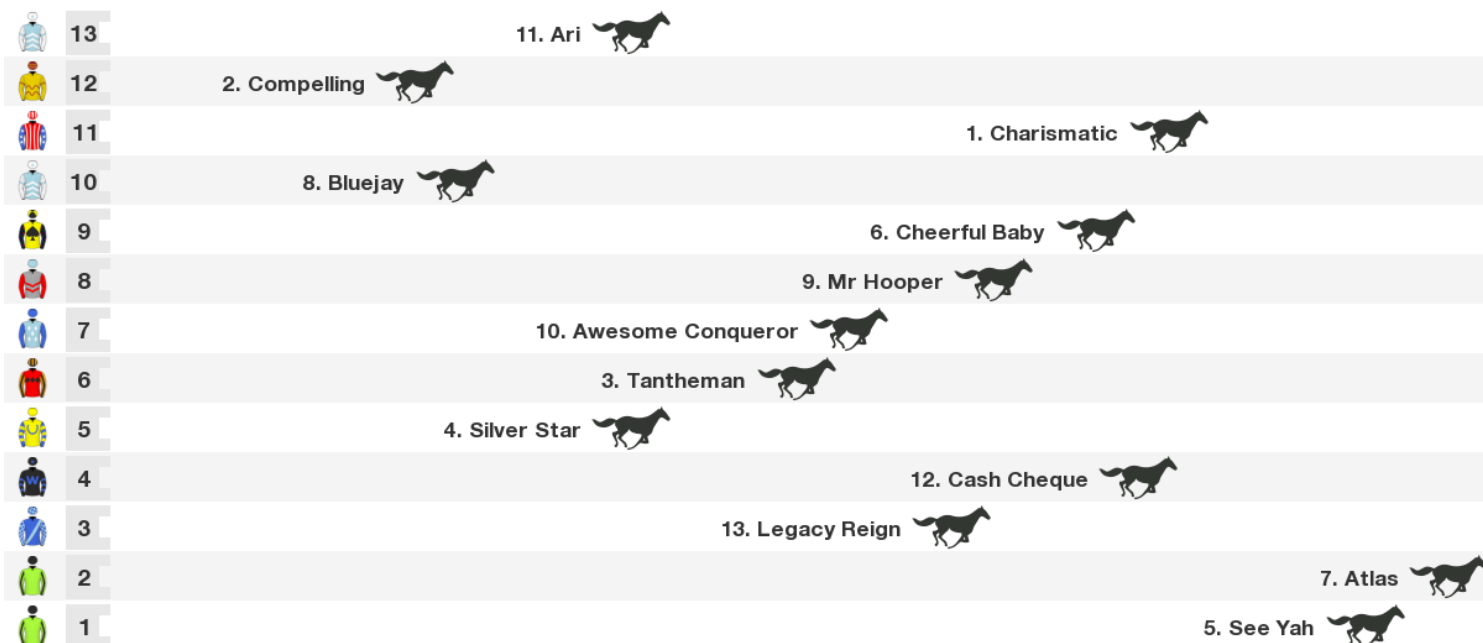 13 11. Ari
12 2. Compelling
11 1. Charismatic
10 8. Bluejay
9 6. Cheerful Baby
8 9. Mr Hooper
7 10. Awesome Conqueror
6 3. Tantheman
5 4. Silver Star
W 4 12. Cash Cheque
3 13. Legacy Reign
2 7. Atlas
1 5. See Yah